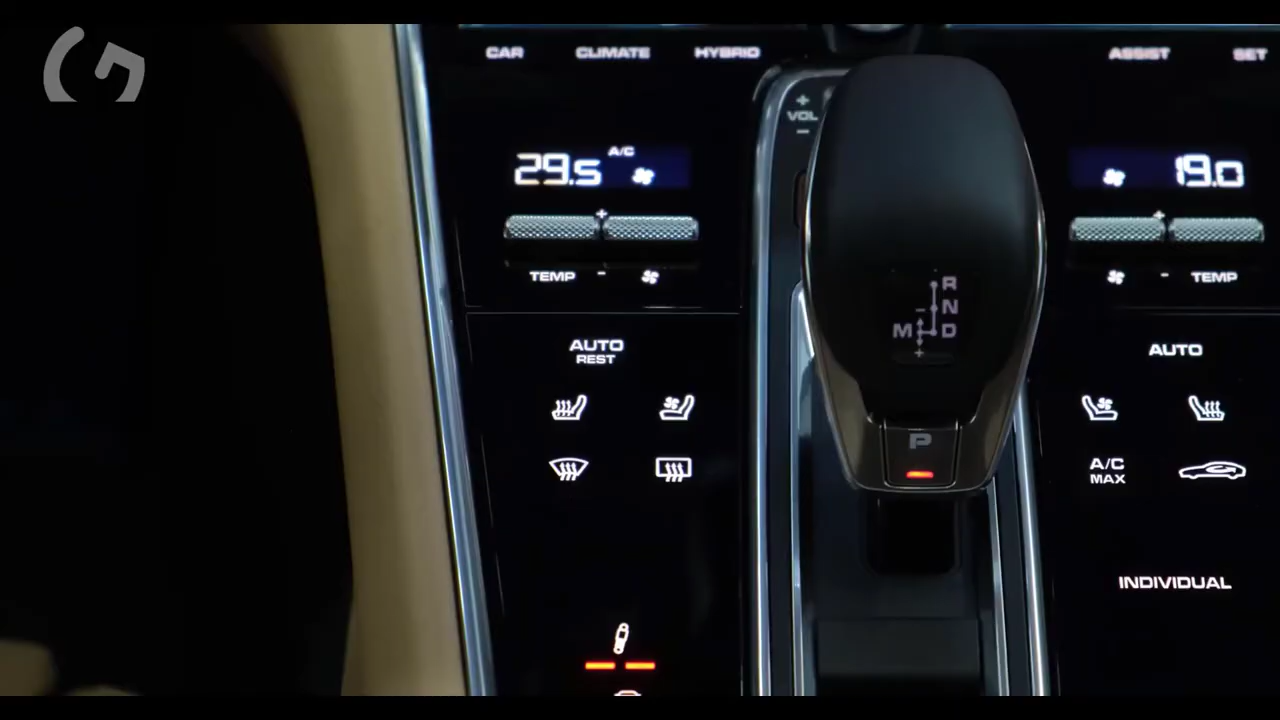 CAR CLIMATE HYBRID ASSIST SET
+
VOL
-
29.5 A/C
19.0
+
TEMP -
+
- TEMP
R
N
M D
-
+
P
AUTO
REST
AUTO
A/C
MAX
INDIVIDUAL